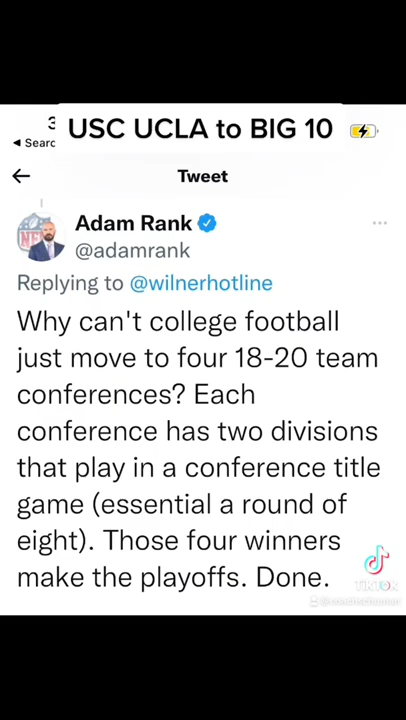 USC UCLA to BIG 10
◀ Searc
Tweet
Adam Rank
@adamrank
Replying to @wilnerhotline
Why can't college football
just move to four 18-20 team
conferences? Each
conference has two divisions
that play in a conference title
game (essential a round of
eight). Those four winners
make the playoffs. Done.
TikTok